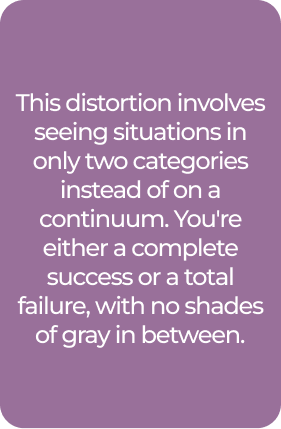 This distortion involves
seeing situations in
only two categories
instead of on a
continuum. You're
either a complete
success or a total
failure, with no shades
of gray in between.